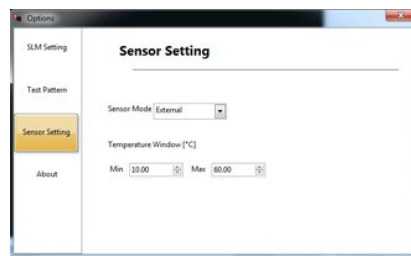 Options
SLM Setting
Test Pattern
Sensor Setting
About
Sensor Setting
Sensor Mode External
Temperature Window [°C]
Min 10.00 Max 60.00